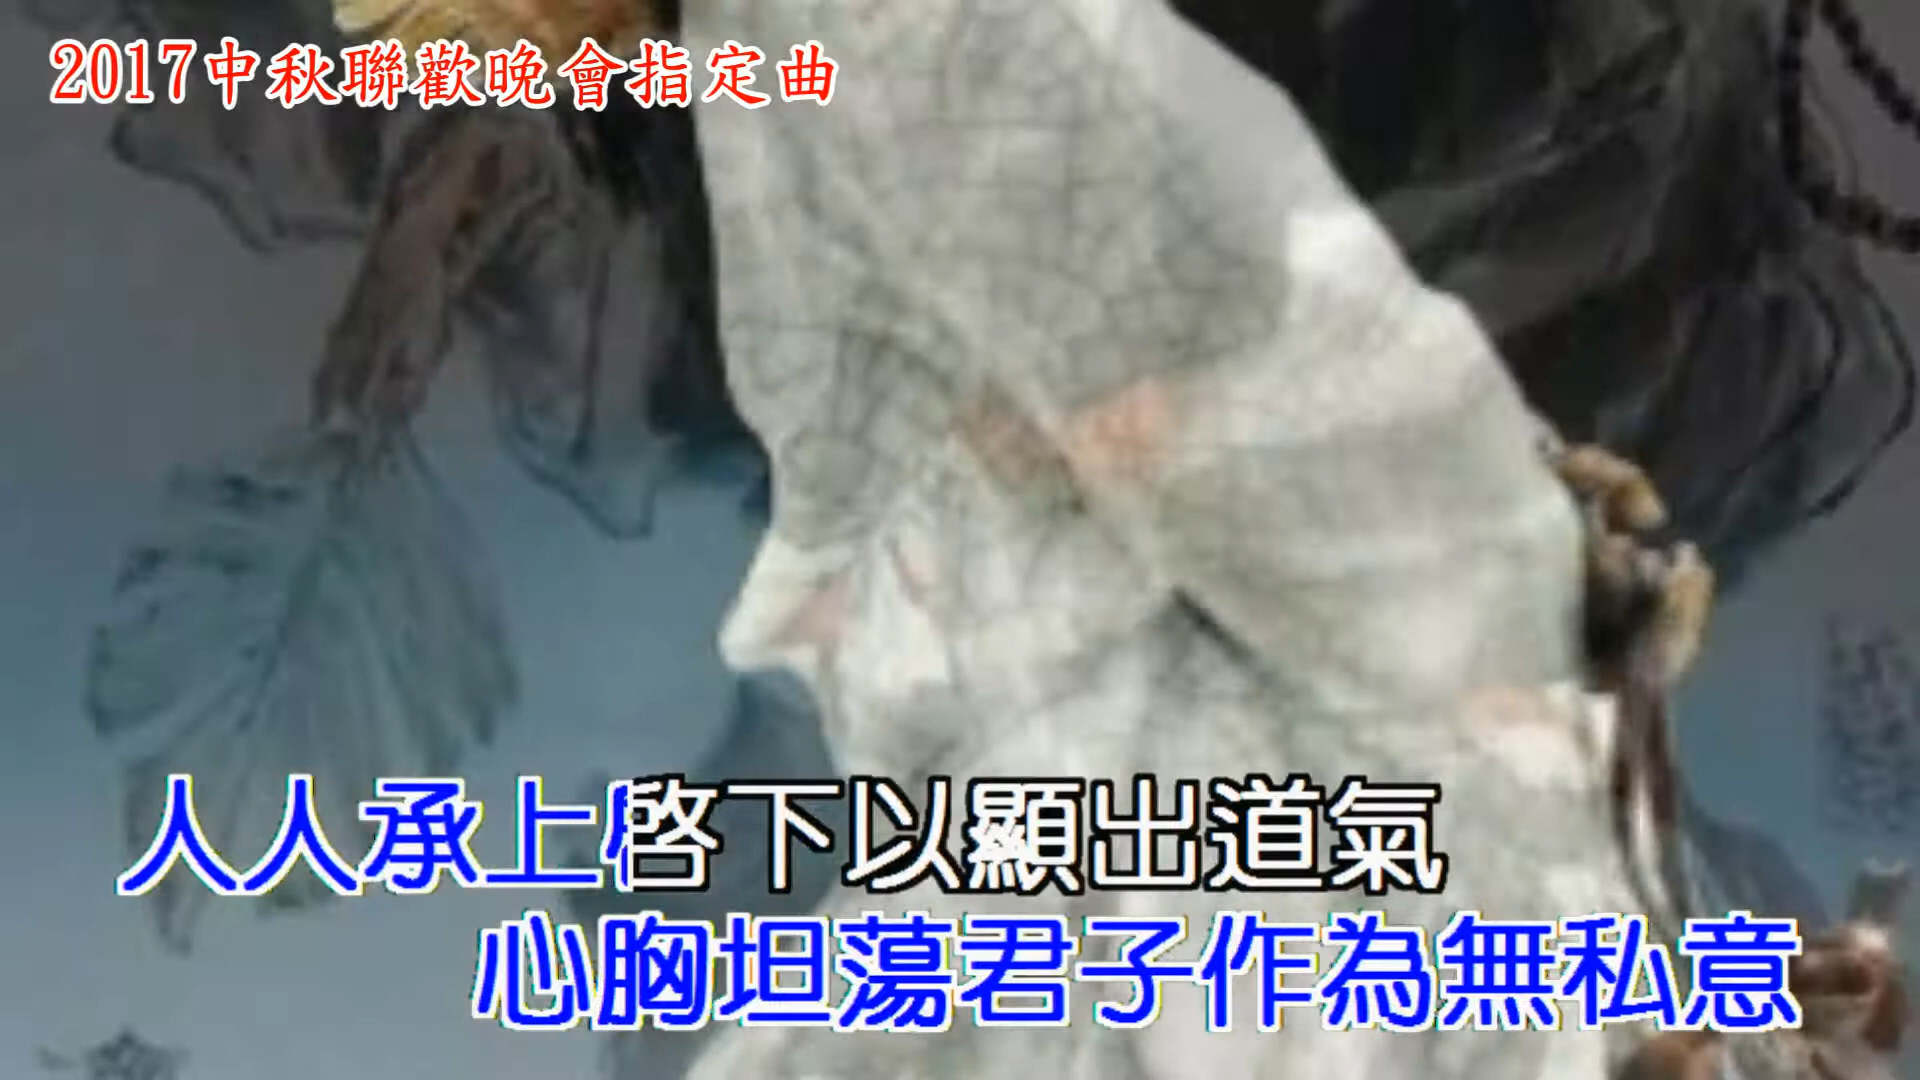 2017中秋聯歡晚會指定曲
人人承上啓下以顯出道氣
心胸坦蕩君子作為無私意